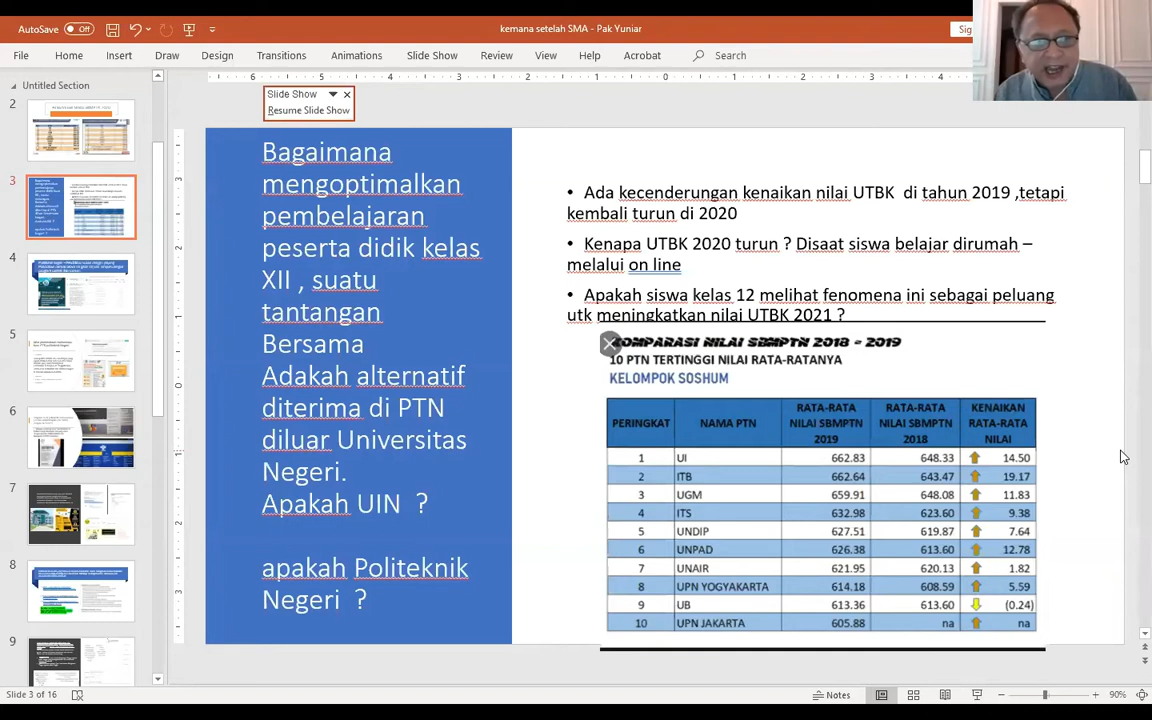 AutoSave
Off
kemana setelah SMA - Pak Yuniar
File Home Insert Draw Design Transitions Animations Slide Show Review View Help Acrobat Search
Untitled Section
Slide Show
Resume Slide Show
2
3
4
5
6
7
8
9
Bagaimana
mengoptimalkan
pembelajaran
peserta didik kelas
XII , suatu
tantangan
Bersama
Adakah alternatif
diterima di PTN
diluar Universitas
Negeri.
Apakah UIN ?
apakah Politeknik
Negeri ?
• Ada kecenderungan kenaikan nilai UTBK di tahun 2019 ,tetapi
kembali turun di 2020
• Kenapa UTBK 2020 turun ? Disaat siswa belajar dirumah –
melalui on line
• Apakah siswa kelas 12 melihat fenomena ini sebagai peluang
utk meningkatkan nilai UTBK 2021 ?
KOMPARASI NILAI SBMPTN 2018 - 2019
10 PTN TERTINGGI NILAI RATA-RATANYA
KELOMPOK SOSHUM
PERINGKAT NAMA PTN RATA-RATA NILAI SBMPTN 2019 RATA-RATA NILAI SBMPTN 2018 KENAIKAN RATA-RATA NILAI
1 UI 662.83 648.33 14.50
2 ITB 662.64 643.47 19.17
3 UGM 659.91 648.08 11.83
4 ITS 632.98 623.60 9.38
5 UNDIP 627.51 619.87 7.64
6 UNPAD 626.38 613.60 12.78
7 UNAIR 621.95 620.13 1.82
8 UPN YOGYAKARTA 614.18 608.59 5.59
9 UB 613.36 613.60 (0.24)
10 UPN JAKARTA 605.88 na na
Slide 3 of 16
Notes
90%